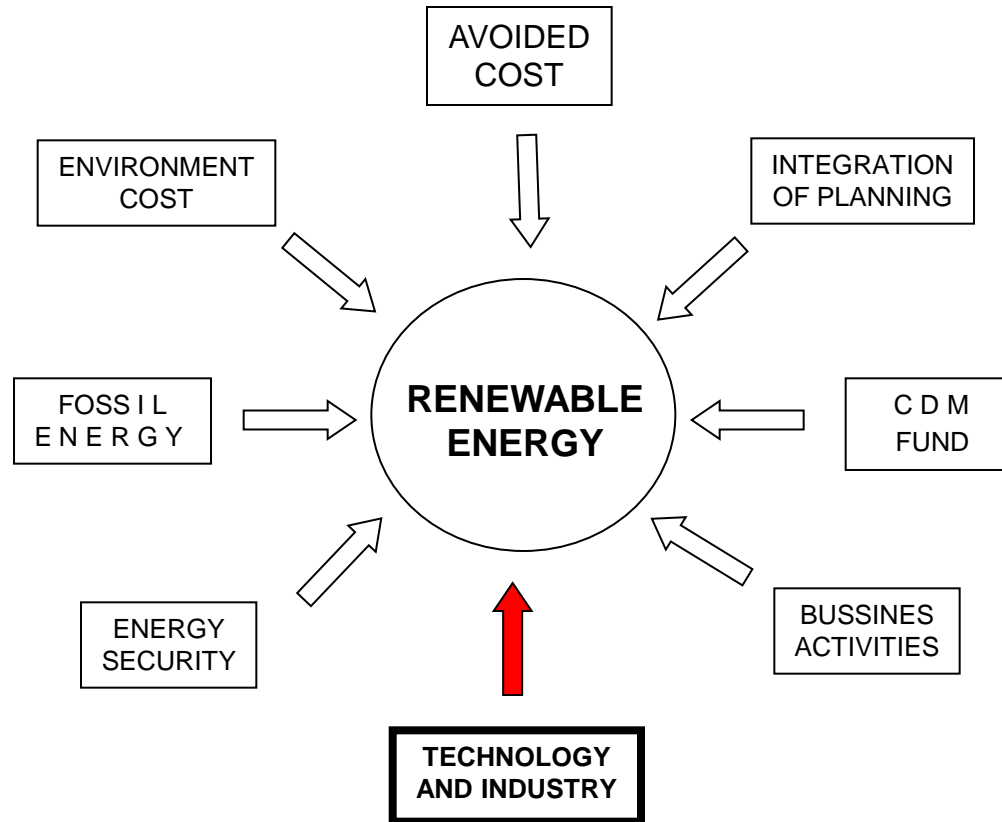 AVOIDED
COST
ENVIRONMENT
COST
INTEGRATION
OF PLANNING
FOSS I L
E N E R G Y
RENEWABLE
ENERGY
C D M
FUND
ENERGY
SECURITY
BUSSINES
ACTIVITIES
TECHNOLOGY
AND INDUSTRY